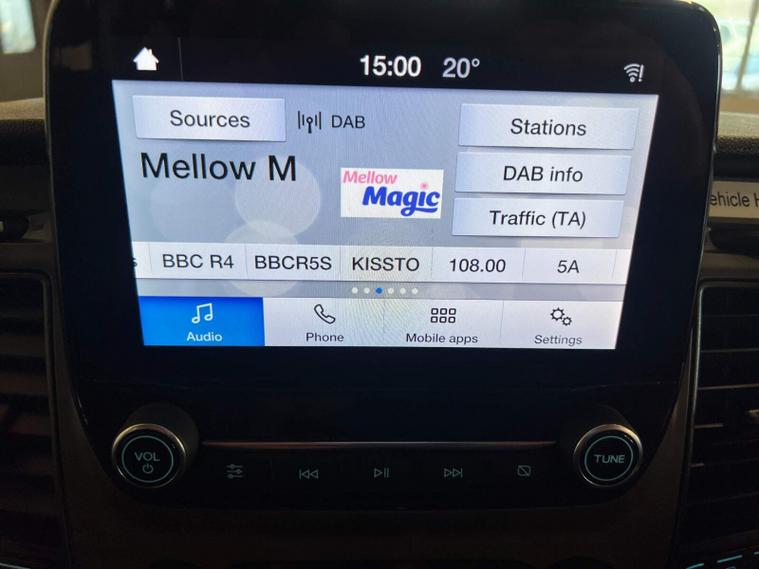 15:00 20°
Sources DAB Stations
Mellow M
Mellow
Magic
DAB info
Traffic (TA)
s BBC R4 BBCR5S KISSTO 108.00 5A
Audio Phone Mobile apps Settings
VOL
TUNE
ehicle H